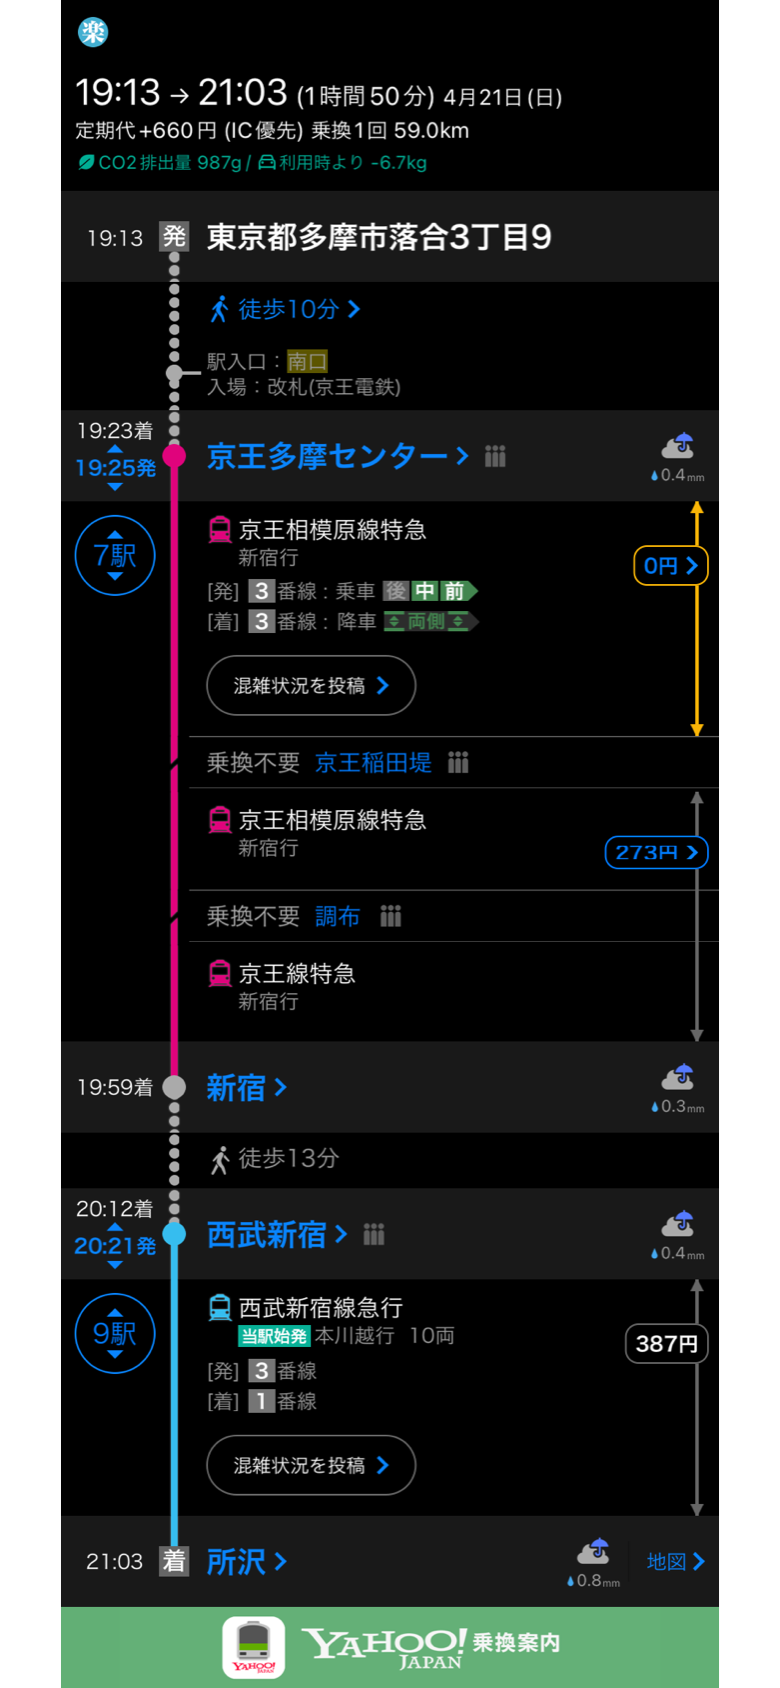 楽
19:13 → 21:03 (1時間50分) 4月21日(日)
定期代+660円 (IC優先) 乗換1回 59.0km
CO2排出量 987g / 利用時より -6.7kg
19:13 発 東京都多摩市落合3丁目9
徒歩10分
駅入口：南口
入場：改札(京王電鉄)
19:23着
19:25発 京王多摩センター
0.4mm
7駅
京王相模原線特急
新宿行
0円
[発] 3番線：乗車 後 中 前
[着] 3番線：降車 両側
混雑状況を投稿
乗換不要 京王稲田堤
京王相模原線特急
新宿行
273円
乗換不要 調布
京王線特急
新宿行
19:59着 新宿
0.3mm
徒歩13分
20:12着
20:21発 西武新宿
0.4mm
9駅
西武新宿線急行
当駅始発 本川越行 10両
387円
[発] 3番線
[着] 1番線
混雑状況を投稿
21:03 着 所沢
0.8mm
地図
YAHOO! JAPAN
YAHOO! JAPAN 乗換案内